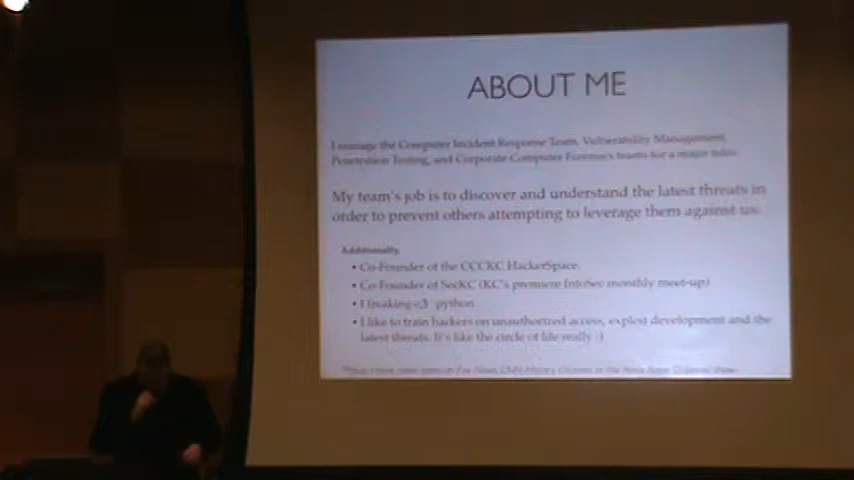 ABOUT ME
I manage the Computer Incident Response Team, Vulnerability Management,
Penetration Testing, and Corporate Computer Forensics teams for a major telco.
My team's job is to discover and understand the latest threats in
order to prevent others attempting to leverage them against us.
Additionally,
• Co-Founder of the CCCKC HackerSpace.
• Co-Founder of SecKC (KC's premiere InfoSec monthly meet-up)
• I freaking <3 python
• I like to train hackers on unauthorized access, exploit development and the
latest threats. It's like the circle of life really :)